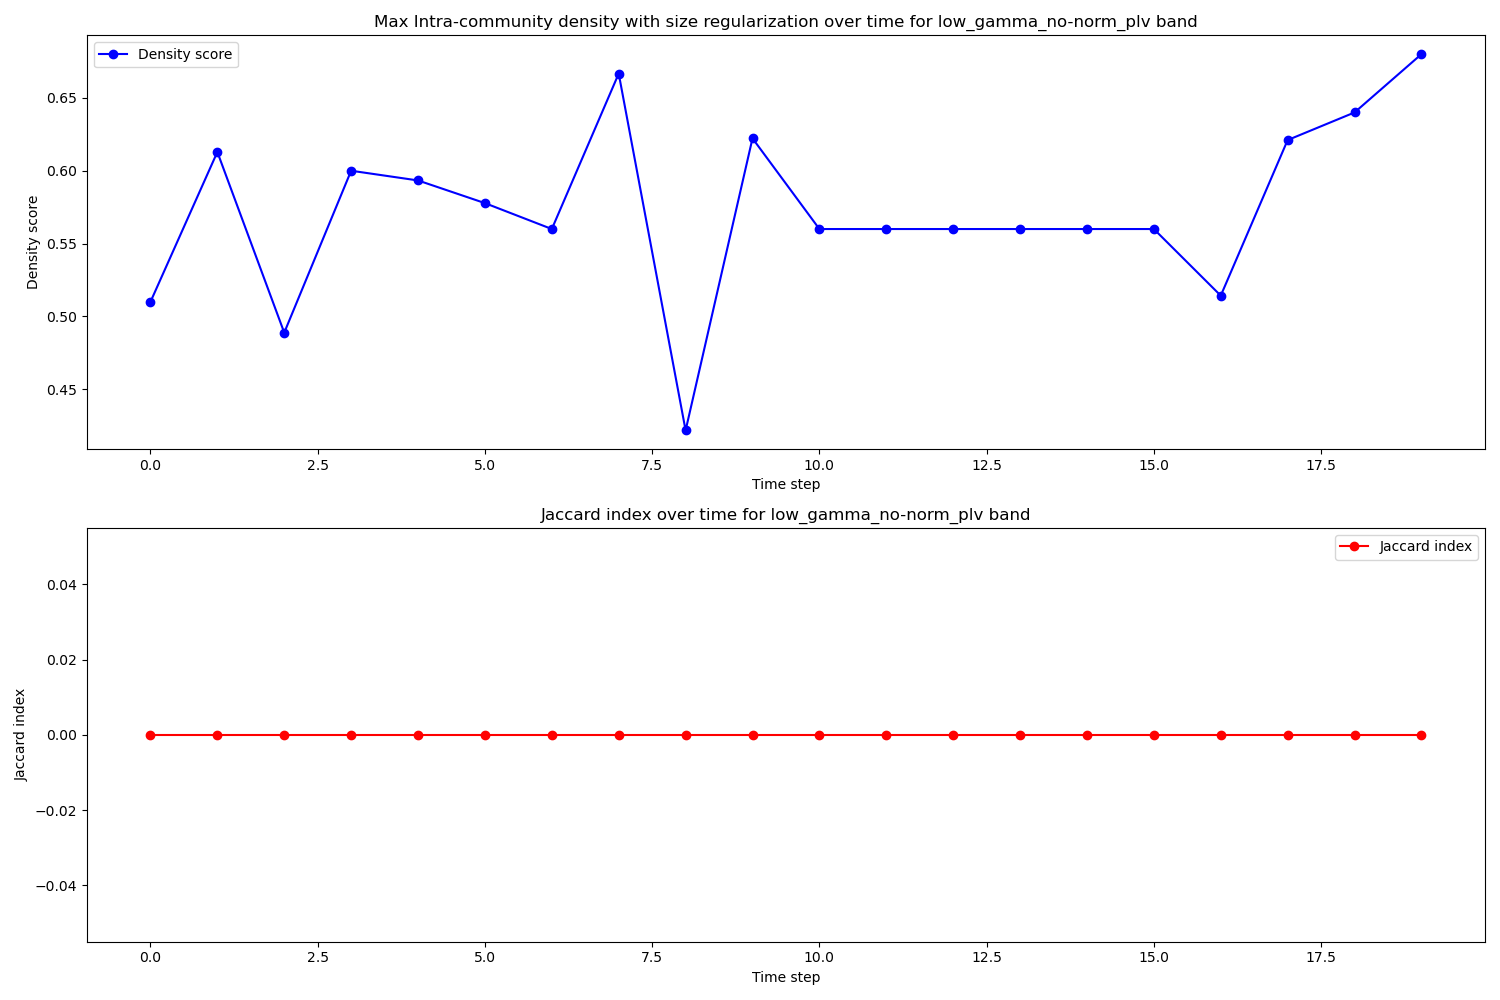 Max Intra-community density with size regularization over time for low_gamma_no-norm_plv band
Density score
Density score
0.65
0.60
0.55
0.50
0.45
0.0 2.5 5.0 7.5 10.0 12.5 15.0 17.5
Time step
Jaccard index over time for low_gamma_no-norm_plv band
Jaccard index
Jaccard index
0.04
0.02
0.00
−0.02
−0.04
0.0 2.5 5.0 7.5 10.0 12.5 15.0 17.5
Time step